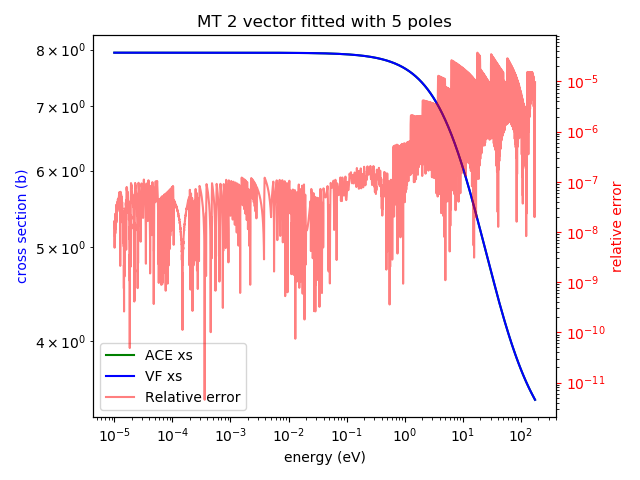 MT 2 vector fitted with 5 poles
8 × 10⁰
7 × 10⁰
6 × 10⁰
5 × 10⁰
4 × 10⁰
cross section (b)
10⁻⁵
10⁻⁶
10⁻⁷
10⁻⁸
10⁻⁹
10⁻¹⁰
10⁻¹¹
relative error
ACE xs
VF xs
Relative error
10⁻⁵ 10⁻⁴ 10⁻³ 10⁻² 10⁻¹ 10⁰ 10¹ 10²
energy (eV)